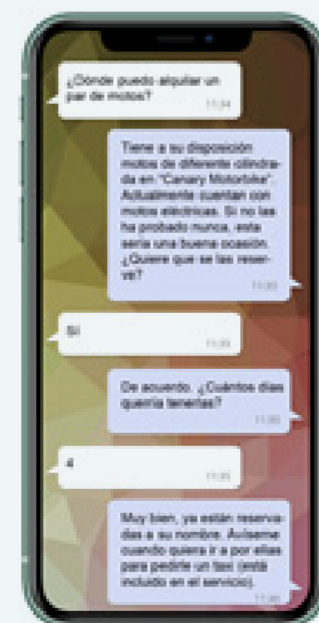 ¿Dónde puedo alquilar un
par de motos?
11:34
Tiene a su disposición
motos de diferente cilindra-
da en "Canary Motorbike".
Actualmente cuentan con
motos eléctricas. Si no las
ha probado nunca, esta
sería una buena ocasión.
¿Quiere que se las reser-
ve?
11:35
Sí
11:35
De acuerdo. ¿Cuántos días
querría tenerlas?
11:35
4
11:35
Muy bien, ya están reserva-
das a su nombre. Avíseme
cuando quiera ir a por ellas
para pedirle un taxi (está
incluido en el servicio).